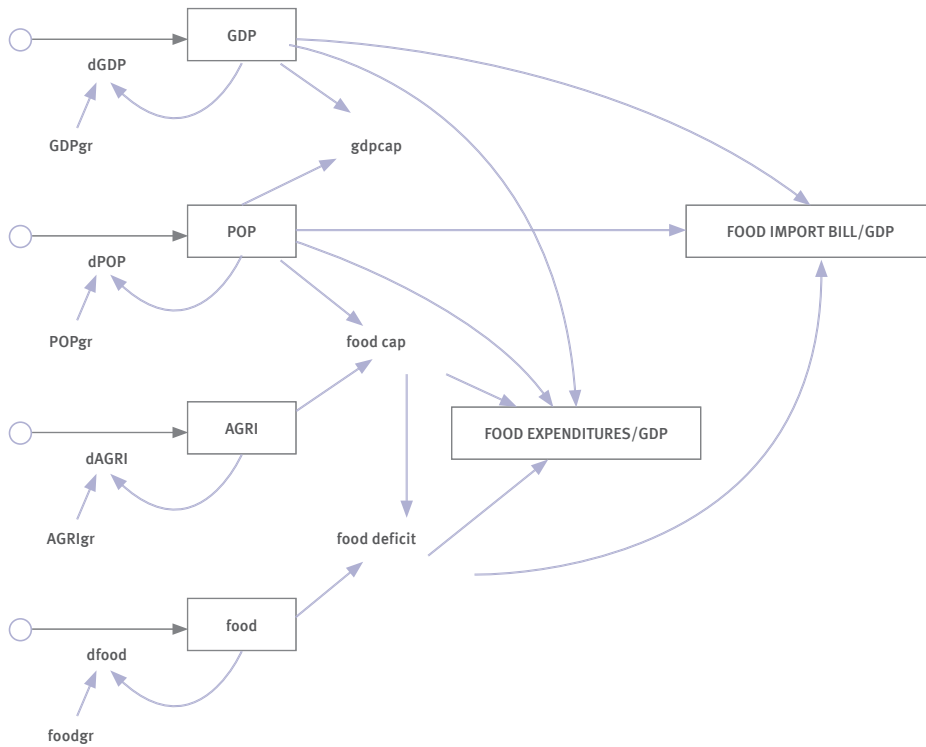 GDP
dGDP
GDPgr
gdpcap
POP
FOOD IMPORT BILL/GDP
dPOP
POPgr
food cap
AGRI
FOOD EXPENDITURES/GDP
dAGRI
AGRIgr
food deficit
food
dfood
foodgr